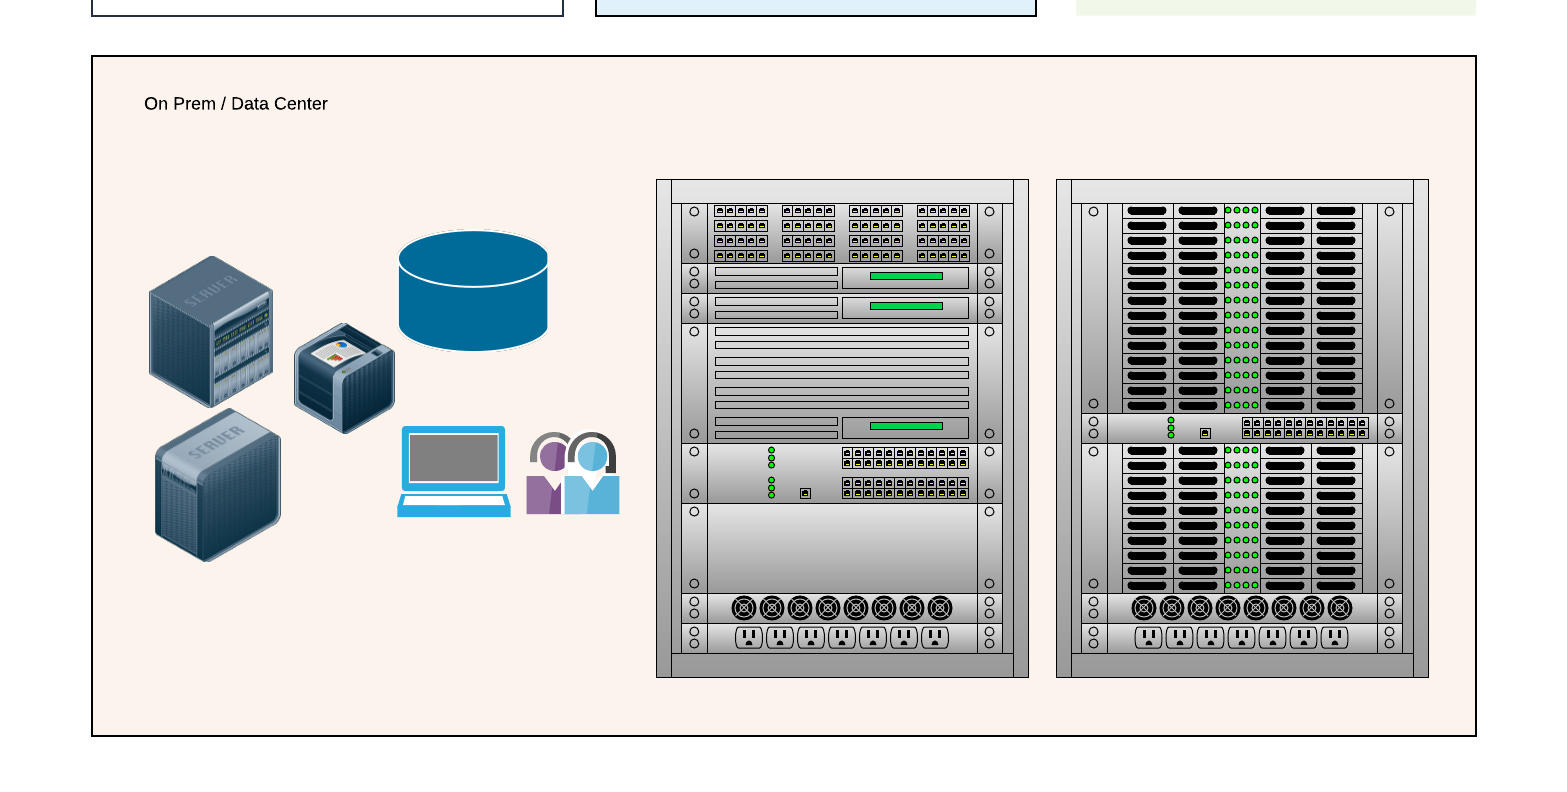 On Prem / Data Center
SERVER
SERVER